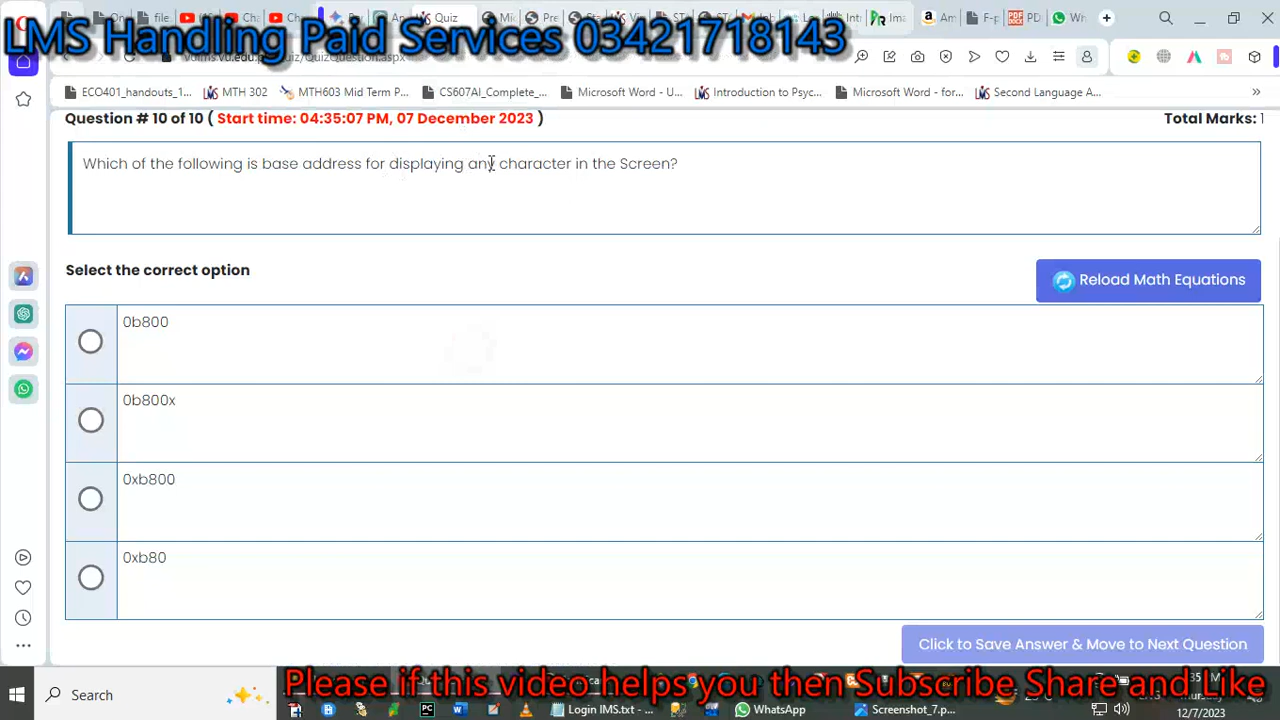 LMS Handling Paid Services 03421718143
Quiz
ECO401_handouts_1...
MTH 302
MTH603 Mid Term P...
CS607AI_Complete_...
Microsoft Word - U...
Introduction to Psyc...
Microsoft Word - for...
Second Language A...
Question # 10 of 10 ( Start time: 04:35:07 PM, 07 December 2023 )
Total Marks: 1
Which of the following is base address for displaying any character in the Screen?
Select the correct option
Reload Math Equations
0b800
0b800x
0xb800
0xb80
Click to Save Answer & Move to Next Question
Please if this video helps you then Subscribe Share and Like
Search
Login IMS.txt - ...
WhatsApp
Screenshot_7.p...
12/7/2023